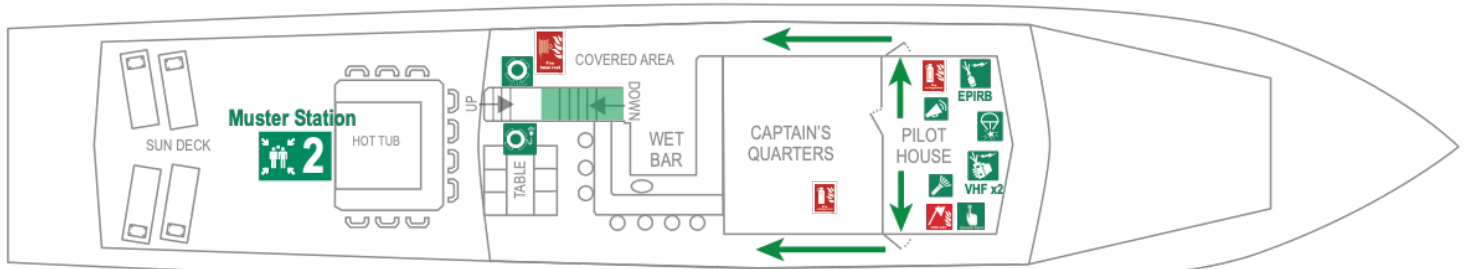 COVERED AREA
EPIRB
UP
DOWN
Muster Station
2
SUN DECK
HOT TUB
TABLE
WET
BAR
CAPTAIN'S
QUARTERS
PILOT
HOUSE
VHF x2